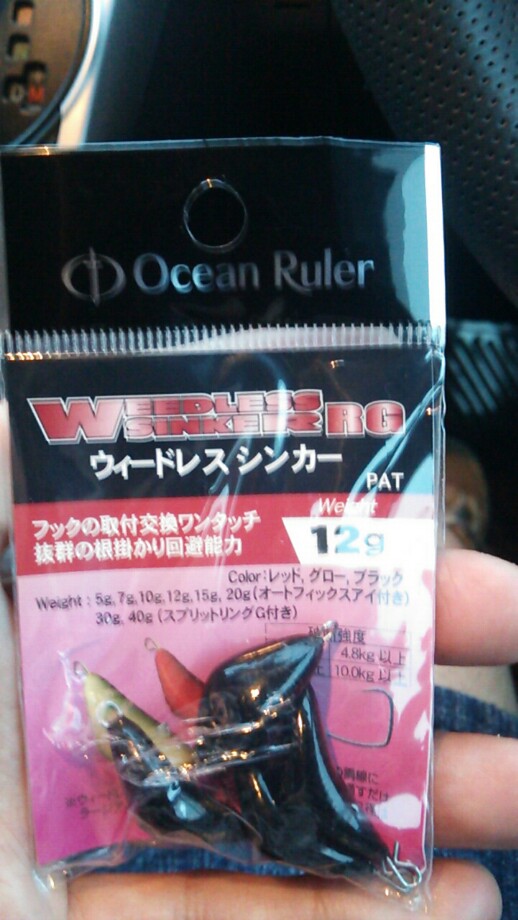 Ocean Ruler
WEEDLESS SINKER RG
ウィードレスシンカー
PAT
Weight
12g
フックの取付交換ワンタッチ
抜群の根掛かり回避能力
Color:レッド, グロー, ブラック
Weight : 5g, 7g, 10g, 12g, 15g, 20g (オートフィックスアイ付き)
30g, 40g (スプリットリングG付き)
強度
4.8kg 以上
10.0kg 以上